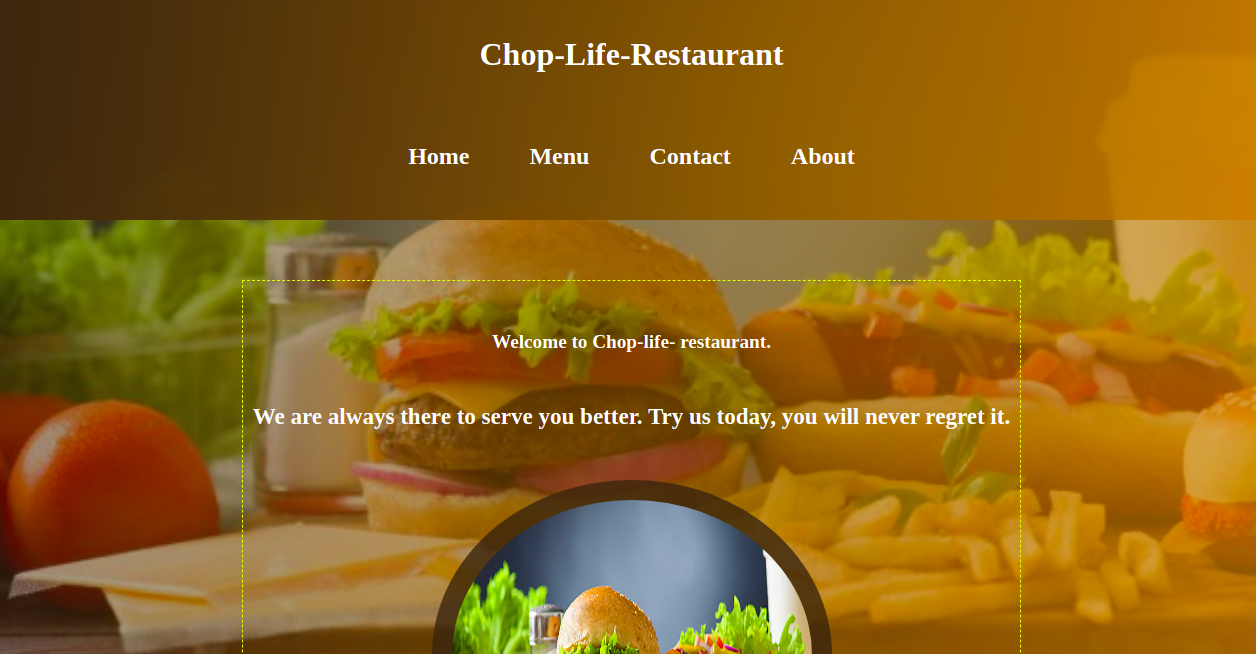 Chop-Life-Restaurant
Home Menu Contact About
Welcome to Chop-life- restaurant.
We are always there to serve you better. Try us today, you will never regret it.